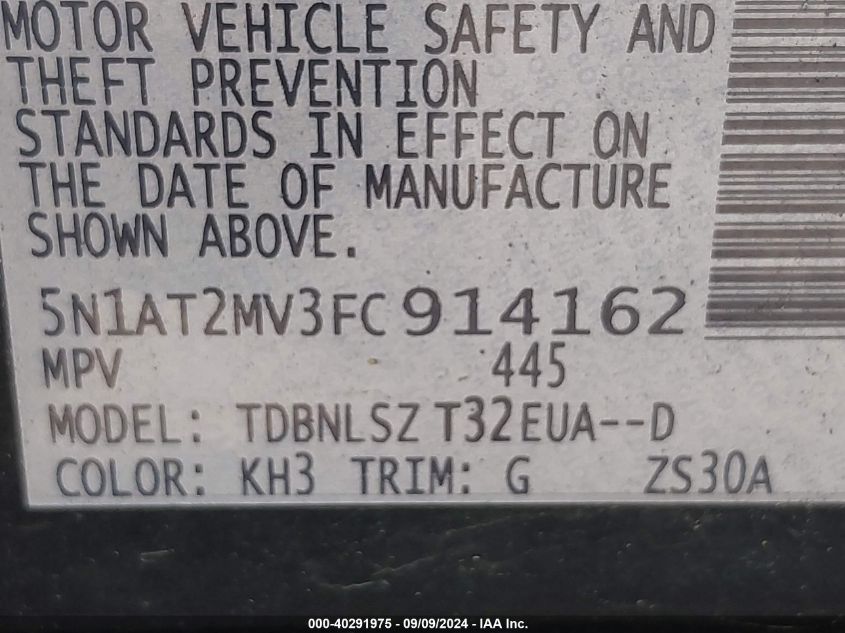 MOTOR VEHICLE SAFETY AND
THEFT PREVENTION
STANDARDS IN EFFECT ON
THE DATE OF MANUFACTURE
SHOWN ABOVE.
5N1AT2MV3FC914162
MPV 445
MODEL: TDBNLSZ T32EUA--D
COLOR: KH3 TRIM: G ZS30A
000-40291975 - 09/09/2024 - IAA Inc.